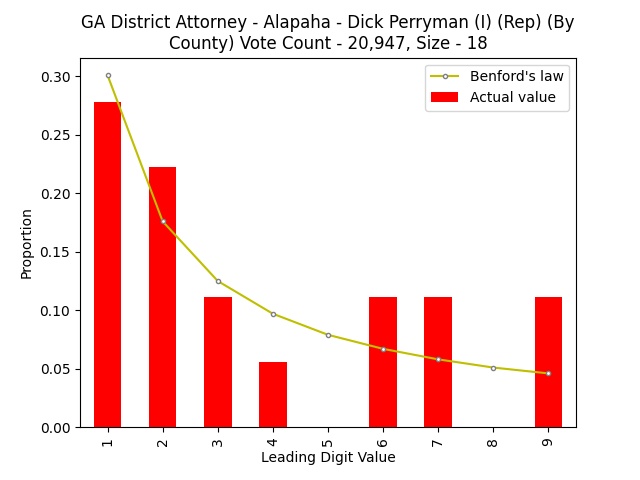 GA District Attorney - Alapaha - Dick Perryman (I) (Rep) (By
County) Vote Count - 20,947, Size - 18
Benford's law
Actual value
0.30
0.25
0.20
0.15
0.10
0.05
0.00
Proportion
1 2 3 4 5 6 7 8 9
Leading Digit Value